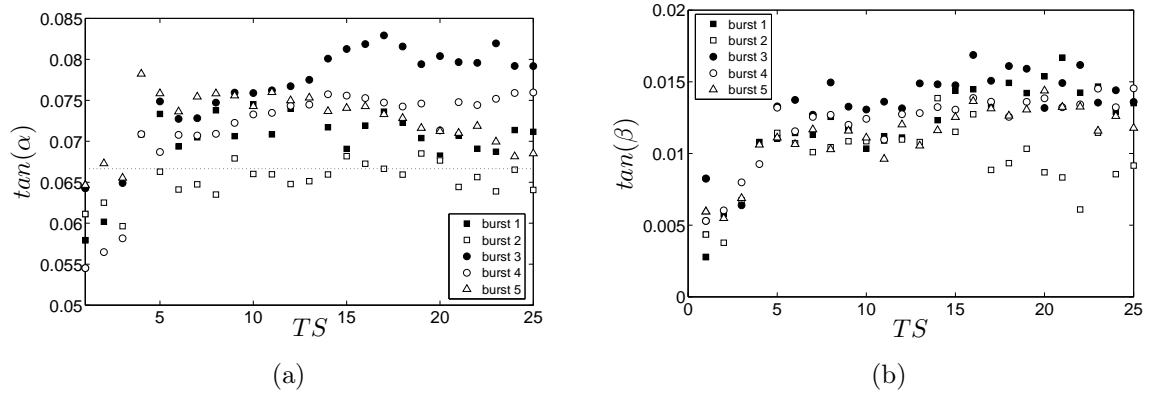 0.085
0.08
0.075
0.07
0.065
0.06
0.055
0.05
5
10
15
20
25
tan(α)
TS
burst 1
burst 2
burst 3
burst 4
burst 5
(a)
0.02
0.015
0.01
0.005
0
0
5
10
15
20
25
tan(β)
TS
burst 1
burst 2
burst 3
burst 4
burst 5
(b)